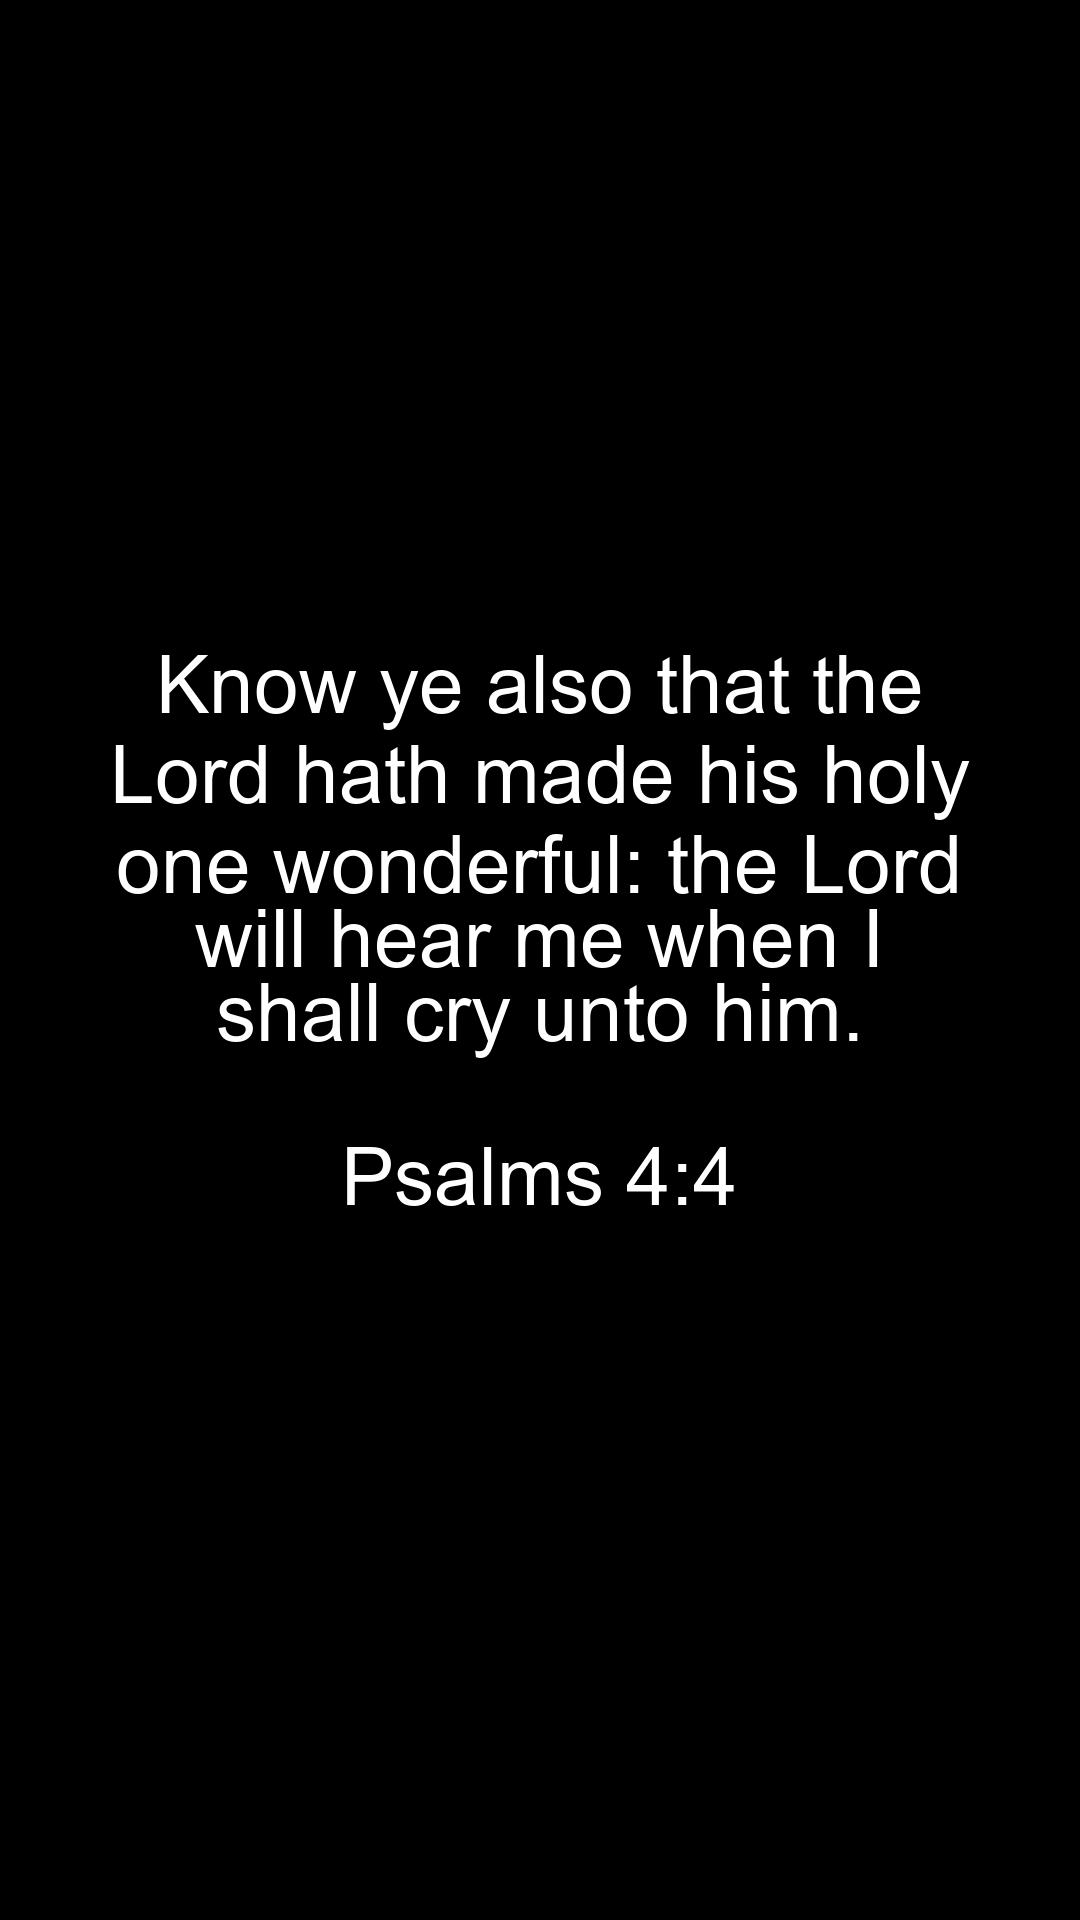 Know ye also that the
Lord hath made his holy
one wonderful: the Lord
will hear me when I
shall cry unto him.
Psalms 4:4